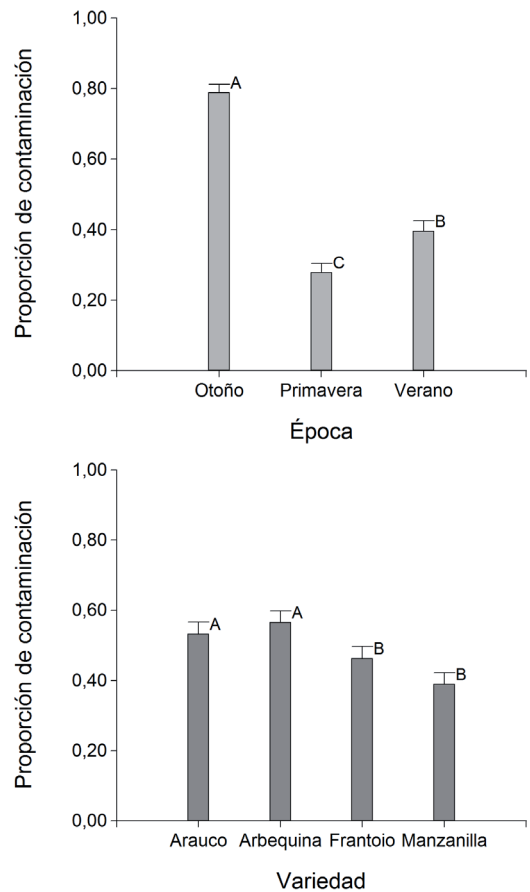 Proporción de contaminación
1,00
0,80
0,60
0,40
0,20
0,00
A
C
B
Otoño Primavera Verano
Época
Proporción de contaminación
1,00
0,80
0,60
0,40
0,20
0,00
A
A
B
B
Arauco Arbequina Frantoio Manzanilla
Variedad